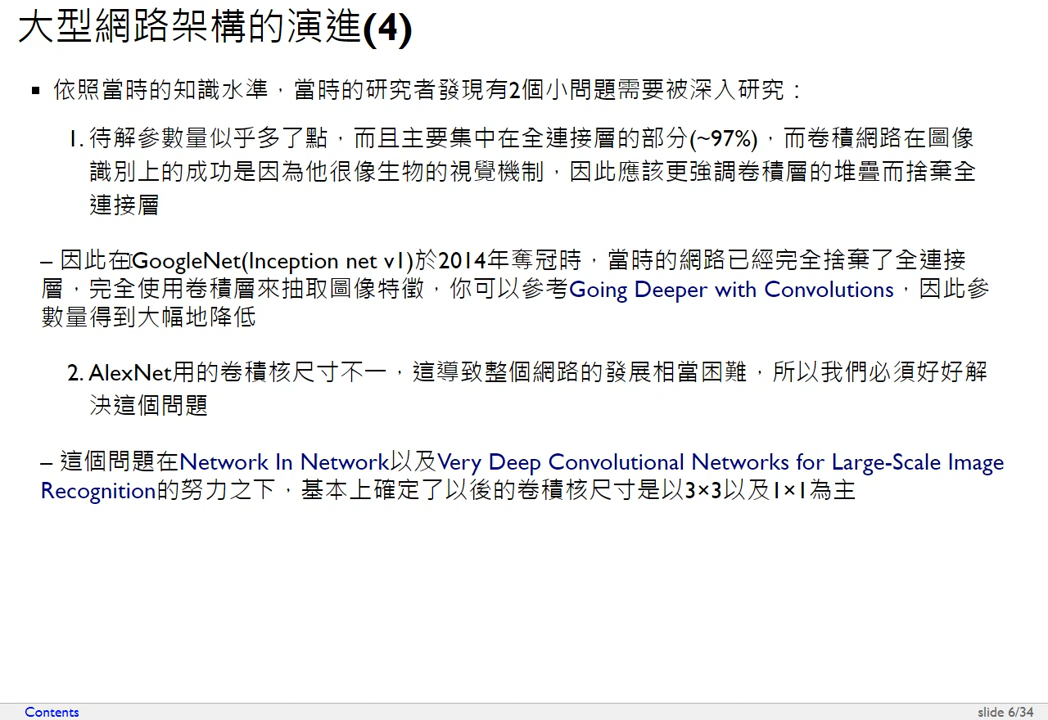 大型網路架構的演進(4)
▪ 依照當時的知識水準，當時的研究者發現有2個小問題需要被深入研究：
1. 待解參數量似乎多了點，而且主要集中在全連接層的部分(~97%)，而卷積網路在圖像
識別上的成功是因為他很像生物的視覺機制，因此應該更強調卷積層的堆疊而捨棄全
連接層
– 因此在GoogleNet(Inception net v1)於2014年奪冠時，當時的網路已經完全捨棄了全連接
層，完全使用卷積層來抽取圖像特徵，你可以參考Going Deeper with Convolutions，因此參
數量得到大幅地降低
2. AlexNet用的卷積核尺寸不一，這導致整個網路的發展相當困難，所以我們必須好好解
決這個問題
– 這個問題在Network In Network以及Very Deep Convolutional Networks for Large-Scale Image
Recognition的努力之下，基本上確定了以後的卷積核尺寸是以3×3以及1×1為主
Contents
slide 6/34